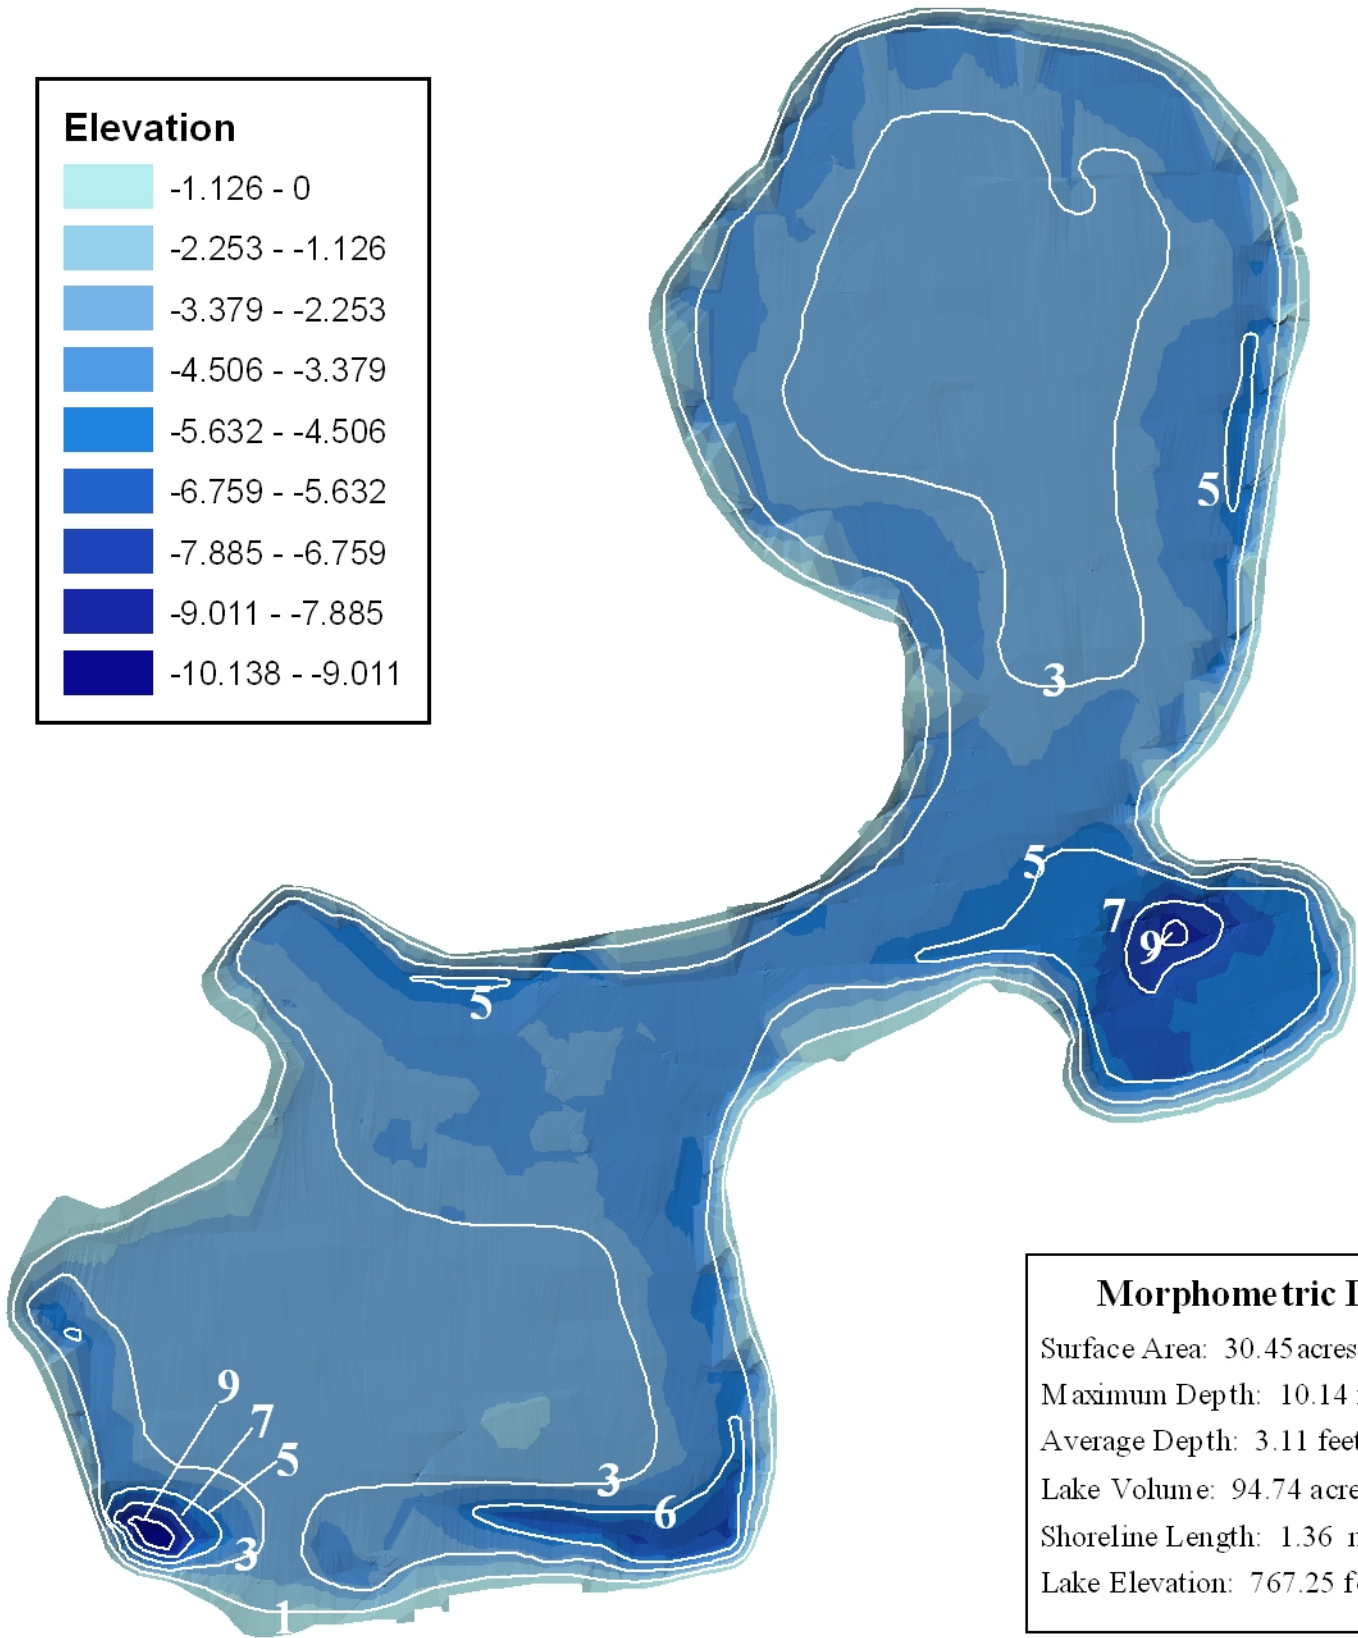 Elevation
-1.126 - 0
-2.253 - -1.126
-3.379 - -2.253
-4.506 - -3.379
-5.632 - -4.506
-6.759 - -5.632
-7.885 - -6.759
-9.011 - -7.885
-10.138 - -9.011
5
3
5
7
9
5
9
7
5
3
6
3
1
Morphometric
Surface Area: 30.45 acres
Maximum Depth: 10.14
Average Depth: 3.11 feet
Lake Volume: 94.74 acre
Shoreline Length: 1.36
Lake Elevation: 767.25